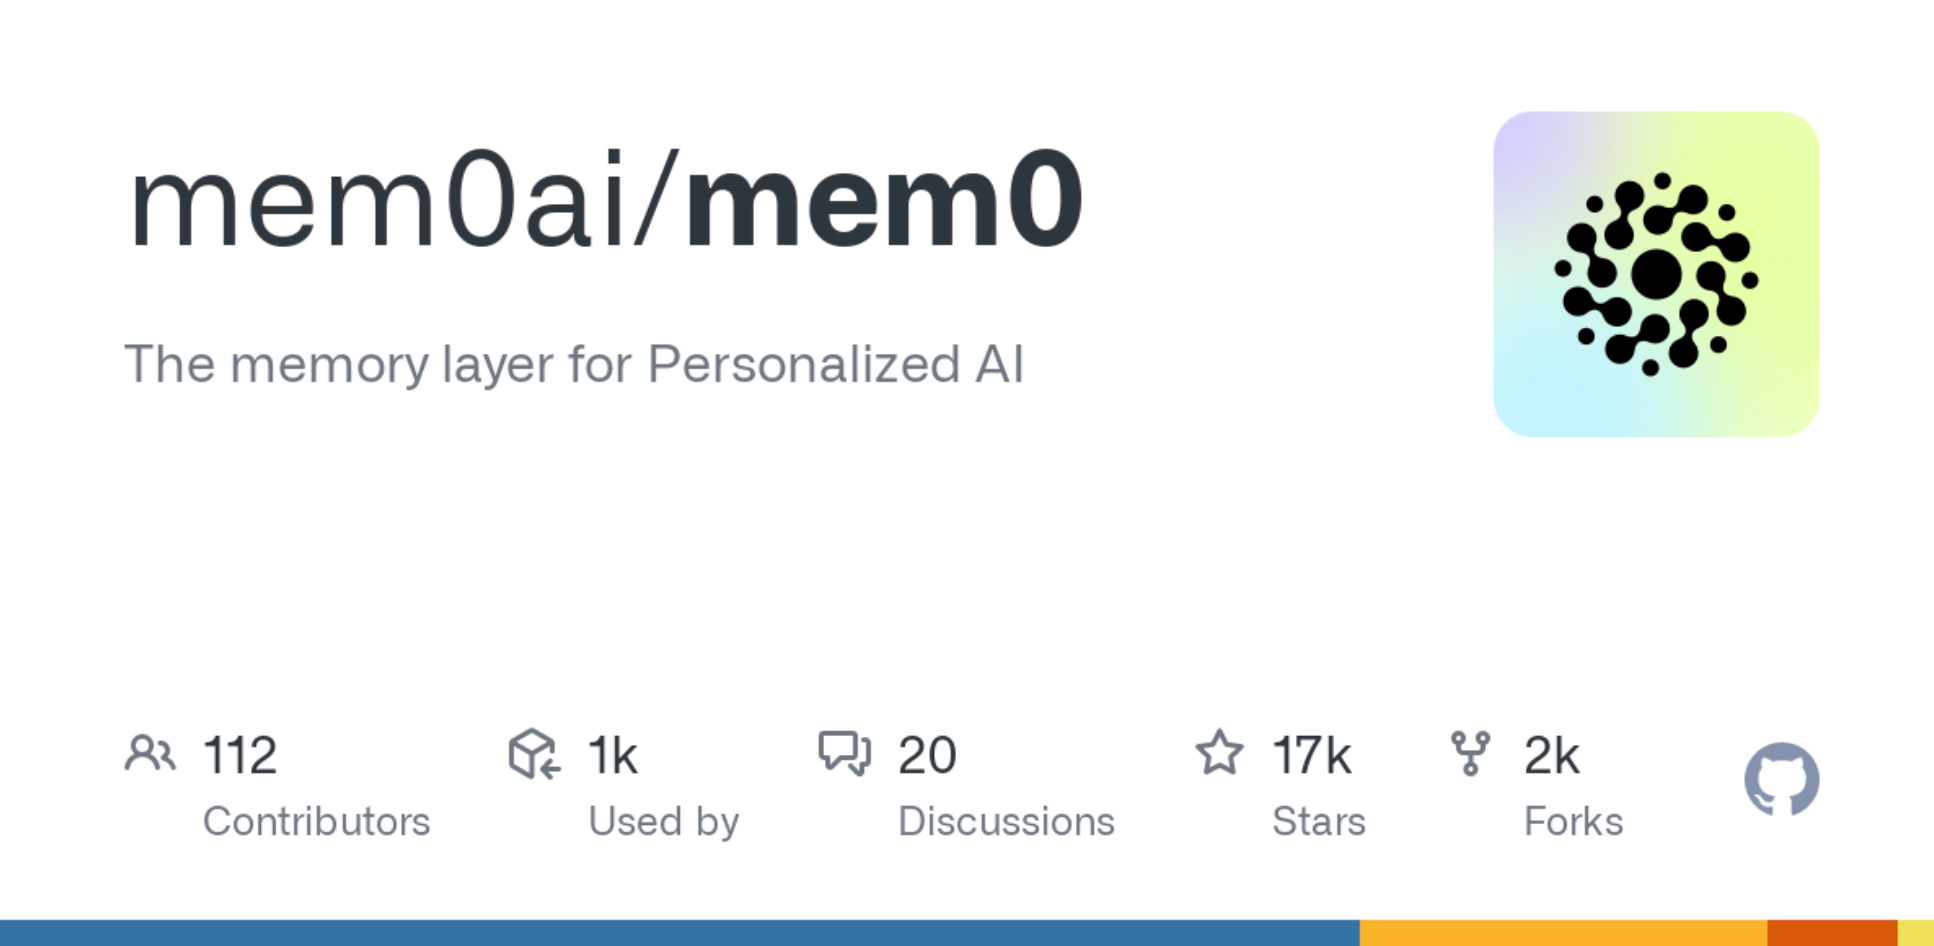 mem0ai/mem0
The memory layer for Personalized AI
112 1k 20 17k 2k
Contributors Used by Discussions Stars Forks